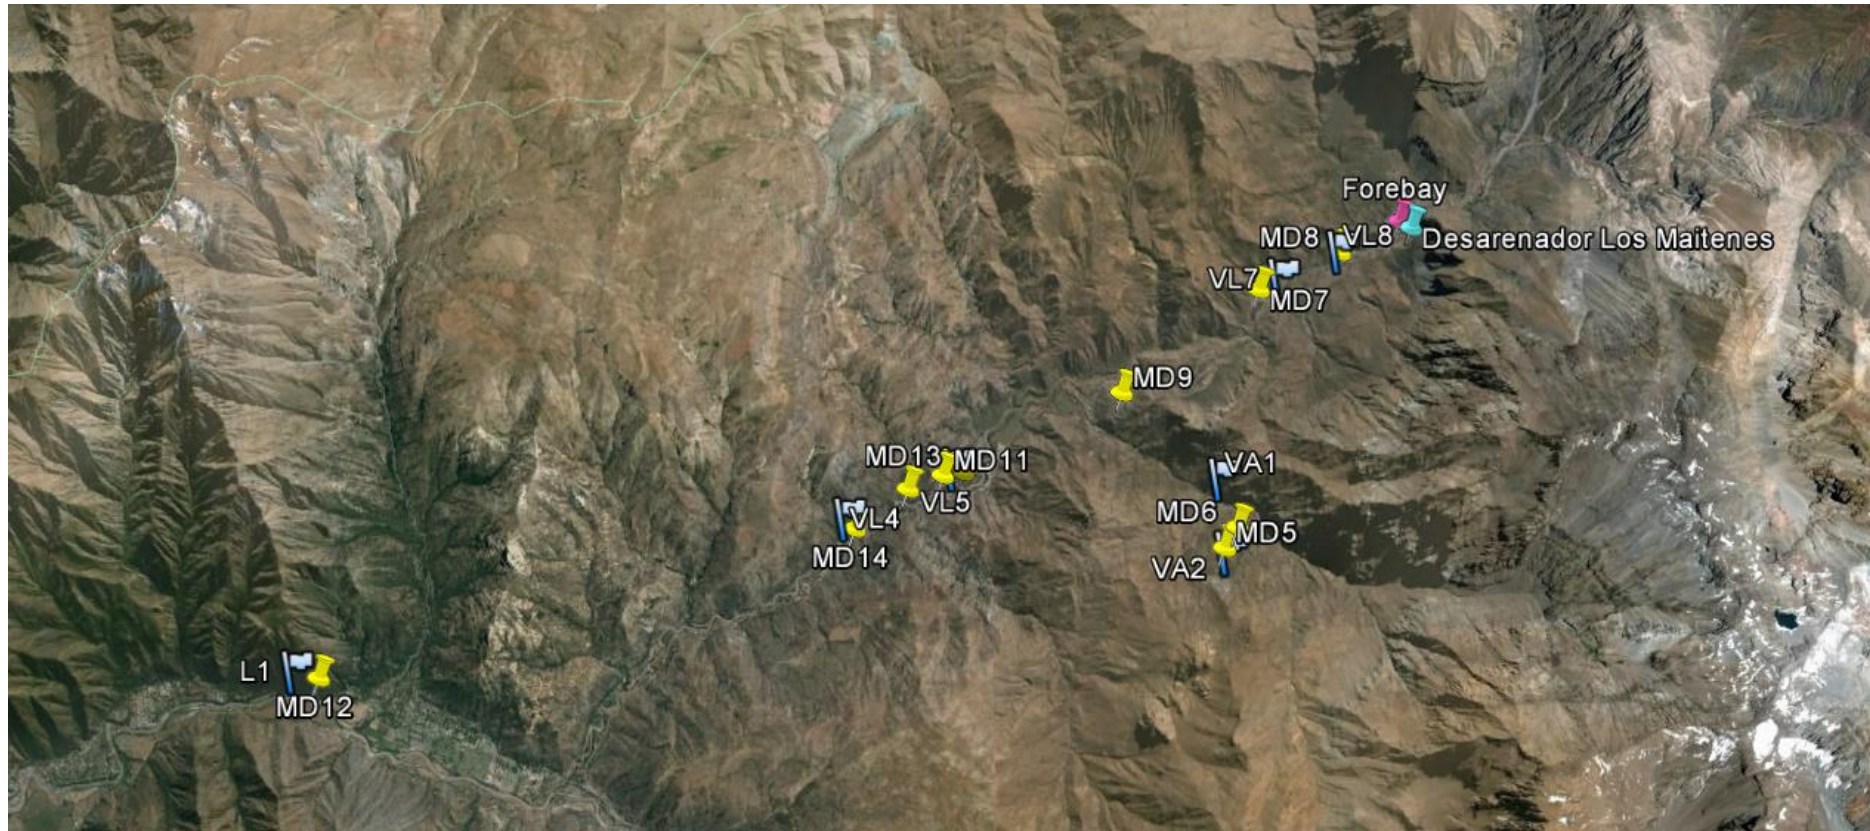 Forebay
MD8
VL8
Desarenador Los Maitenes
VL7
MD7
MD9
MD13
MD11
VL5
VA1
VL4
MD6
MD5
MD14
VA2
L1
MD12